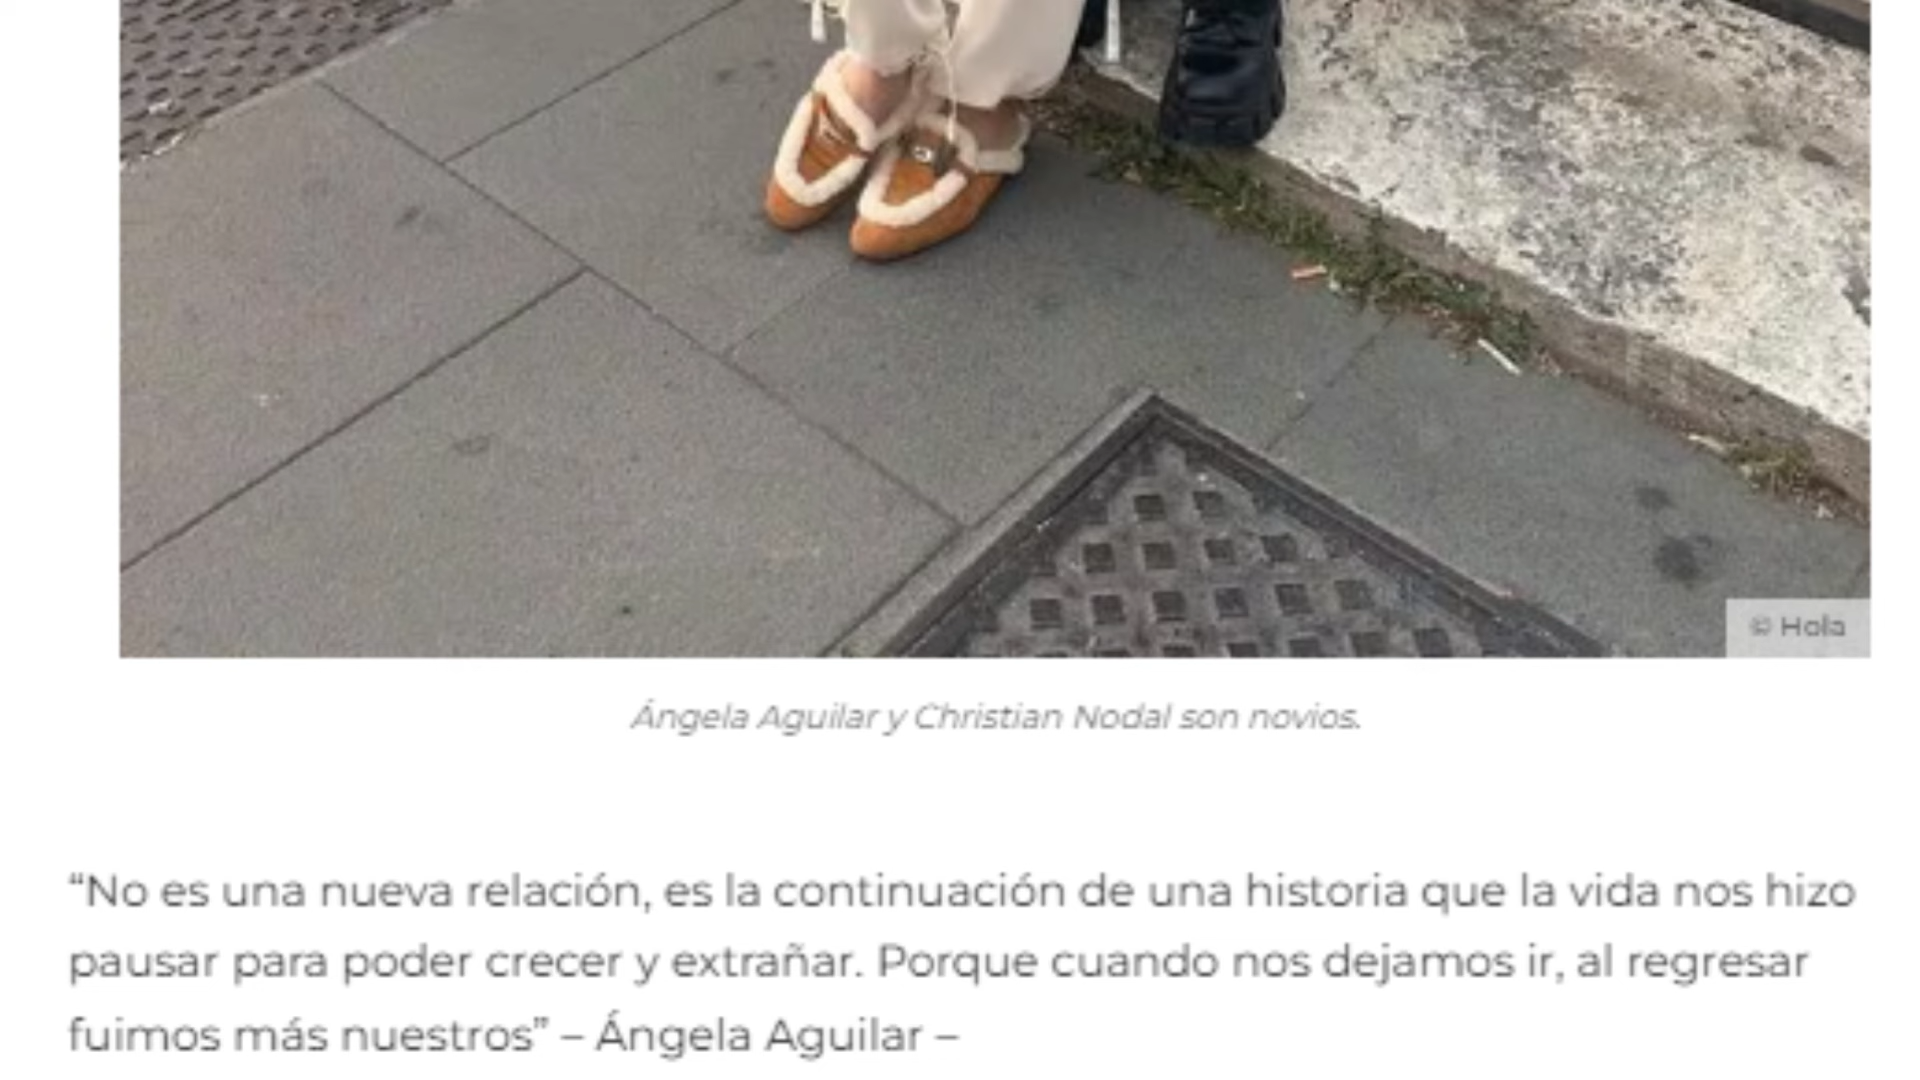 © Hola
Ángela Aguilar y Christian Nodal son novios.
“No es una nueva relación, es la continuación de una historia que la vida nos hizo
pausar para poder crecer y extrañar. Porque cuando nos dejamos ir, al regresar
fuimos más nuestros” – Ángela Aguilar –